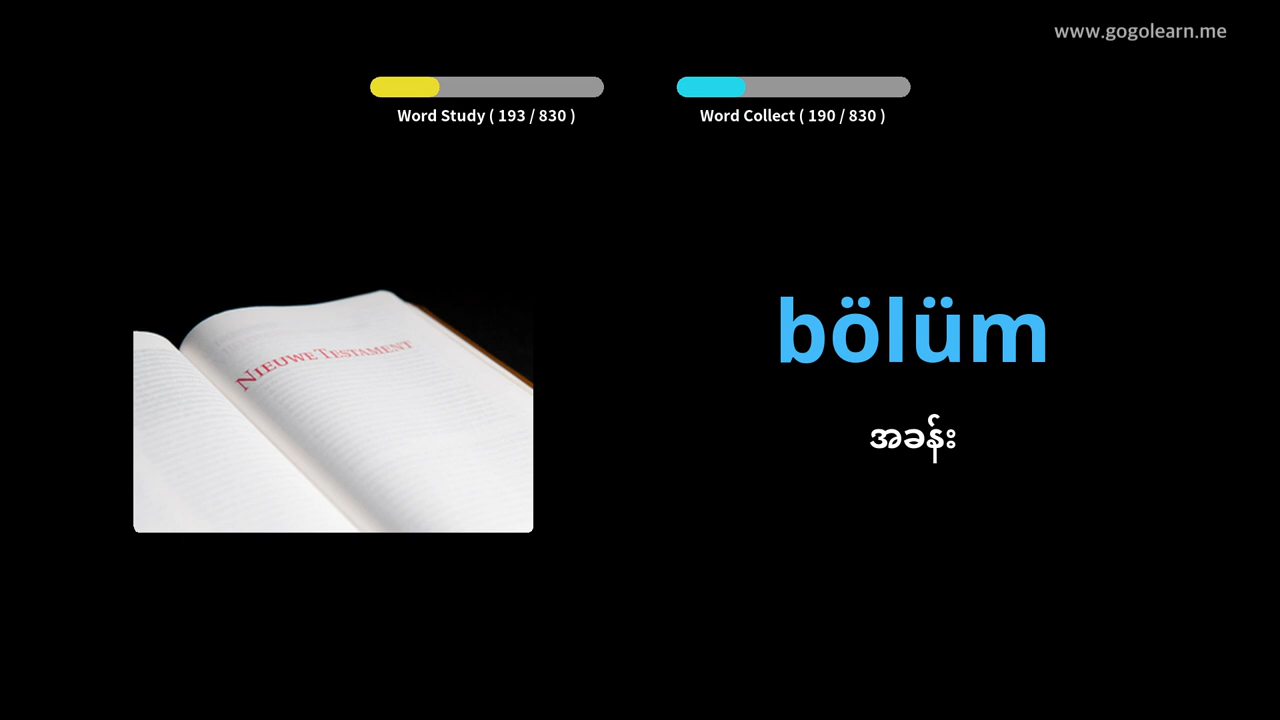 www.gogolearn.me
Word Study ( 193 / 830 )
Word Collect ( 190 / 830 )
NIEUWE TESTAMENT
bölüm
အခန်း